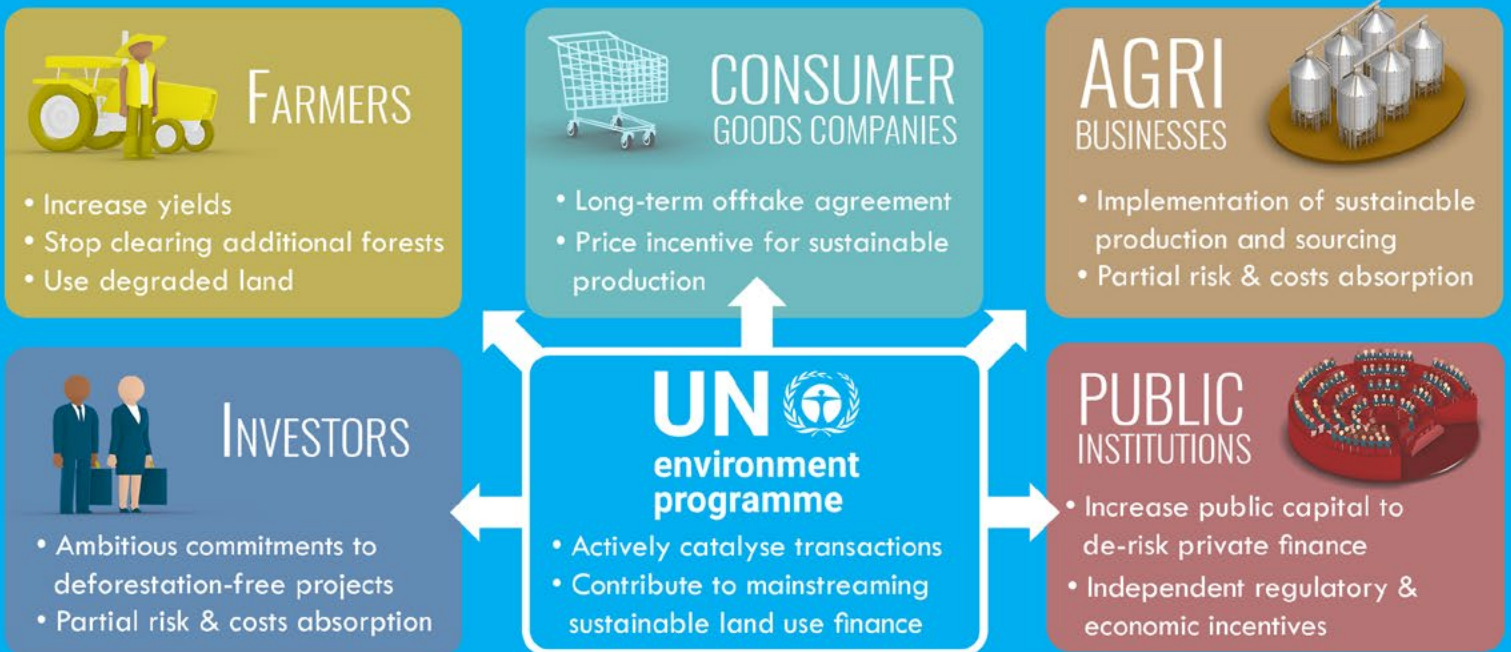 FARMERS
• Increase yields
• Stop clearing additional forests
• Use degraded land
CONSUMER
GOODS COMPANIES
• Long-term offtake agreement
• Price incentive for sustainable
production
AGRI
BUSINESSES
• Implementation of sustainable
production and sourcing
• Partial risk & costs absorption
INVESTORS
• Ambitious commitments to
deforestation-free projects
• Partial risk & costs absorption
UN
environment
programme
• Actively catalyse transactions
• Contribute to mainstreaming
sustainable land use finance
PUBLIC
INSTITUTIONS
• Increase public capital to
de-risk private finance
• Independent regulatory &
economic incentives